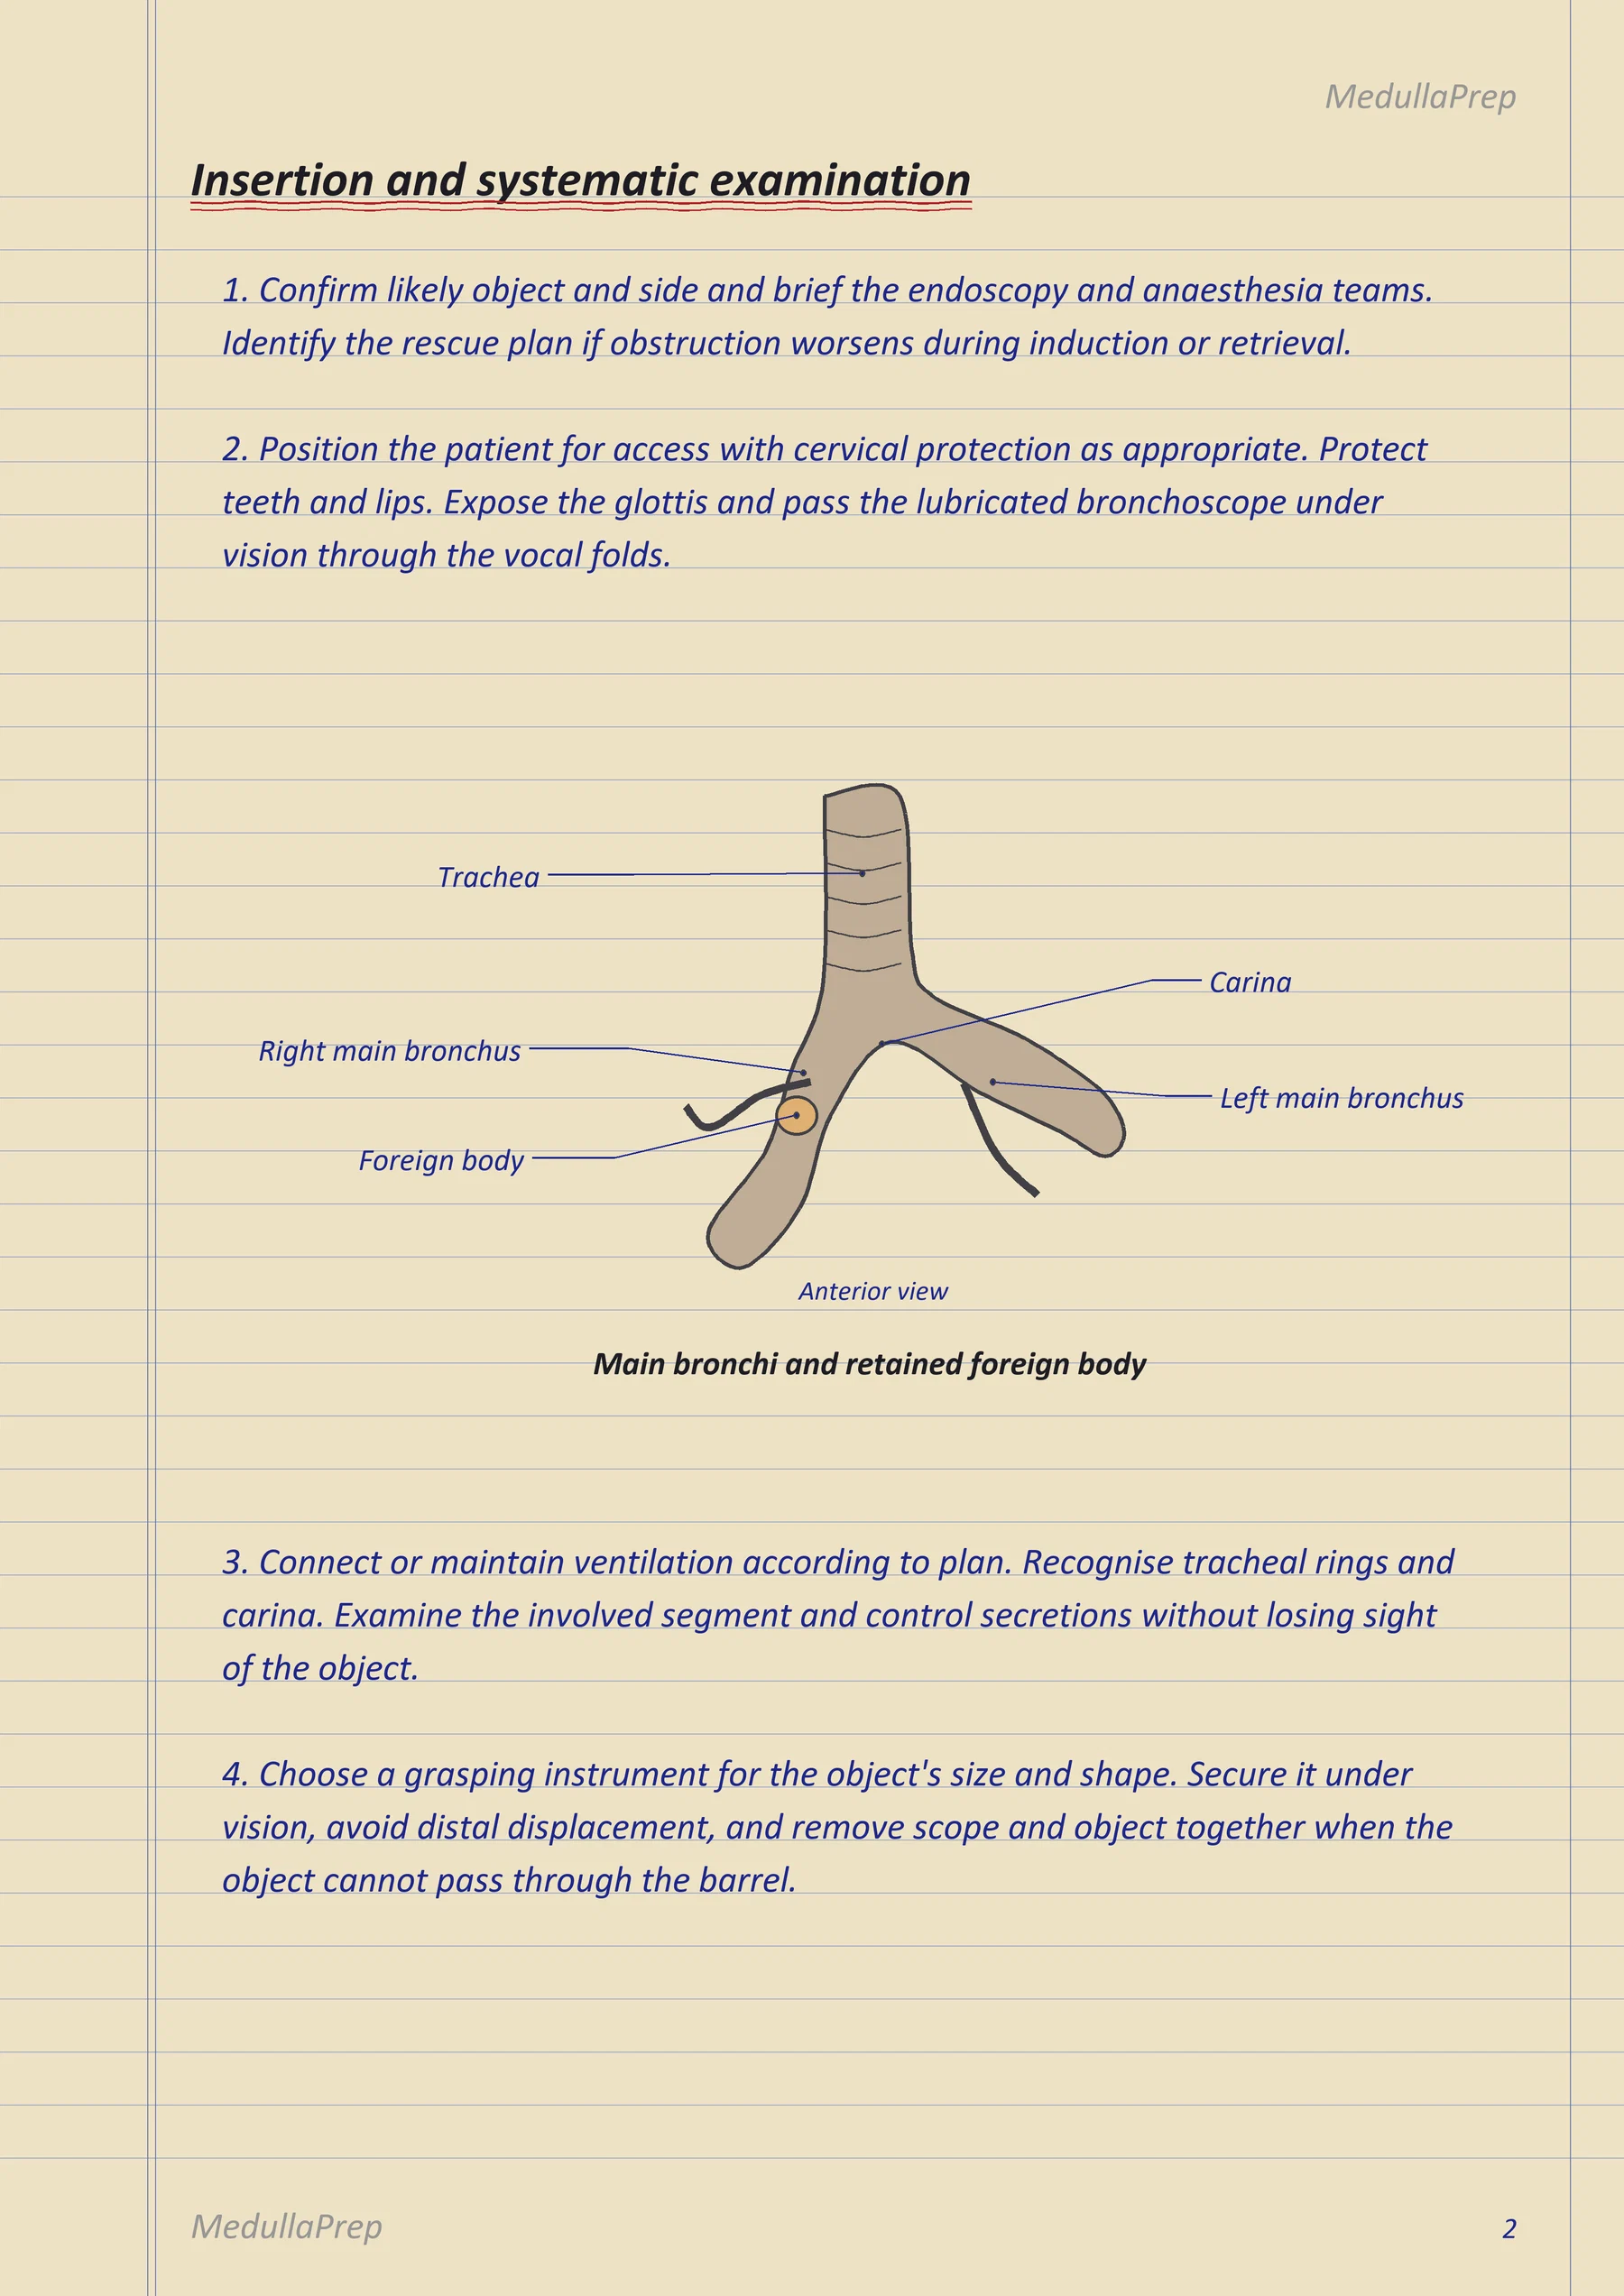 MedullaPrep
Insertion and systematic examination
1. Confirm likely object and side and brief the endoscopy and anaesthesia teams.
Identify the rescue plan if obstruction worsens during induction or retrieval.
2. Position the patient for access with cervical protection as appropriate. Protect
teeth and lips. Expose the glottis and pass the lubricated bronchoscope under
vision through the vocal folds.
Trachea
Carina
Right main bronchus
Left main bronchus
Foreign body
Anterior view
Main bronchi and retained foreign body
3. Connect or maintain ventilation according to plan. Recognise tracheal rings and
carina. Examine the involved segment and control secretions without losing sight
of the object.
4. Choose a grasping instrument for the object's size and shape. Secure it under
vision, avoid distal displacement, and remove scope and object together when the
object cannot pass through the barrel.
MedullaPrep
2